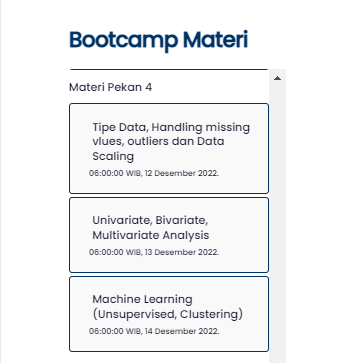 Bootcamp Materi
Materi Pekan 4
Tipe Data, Handling missing
vlues, outliers dan Data
Scaling
06:00:00 WIB, 12 Desember 2022.
Univariate, Bivariate,
Multivariate Analysis
06:00:00 WIB, 13 Desember 2022.
Machine Learning
(Unsupervised, Clustering)
06:00:00 WIB, 14 Desember 2022.